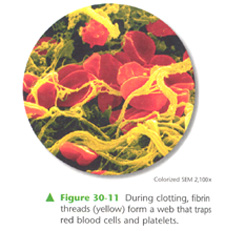 Colorized SEM 2,100×
▲ Figure 30-11 During clotting, fibrin
threads (yellow) form a web that traps
red blood cells and platelets.